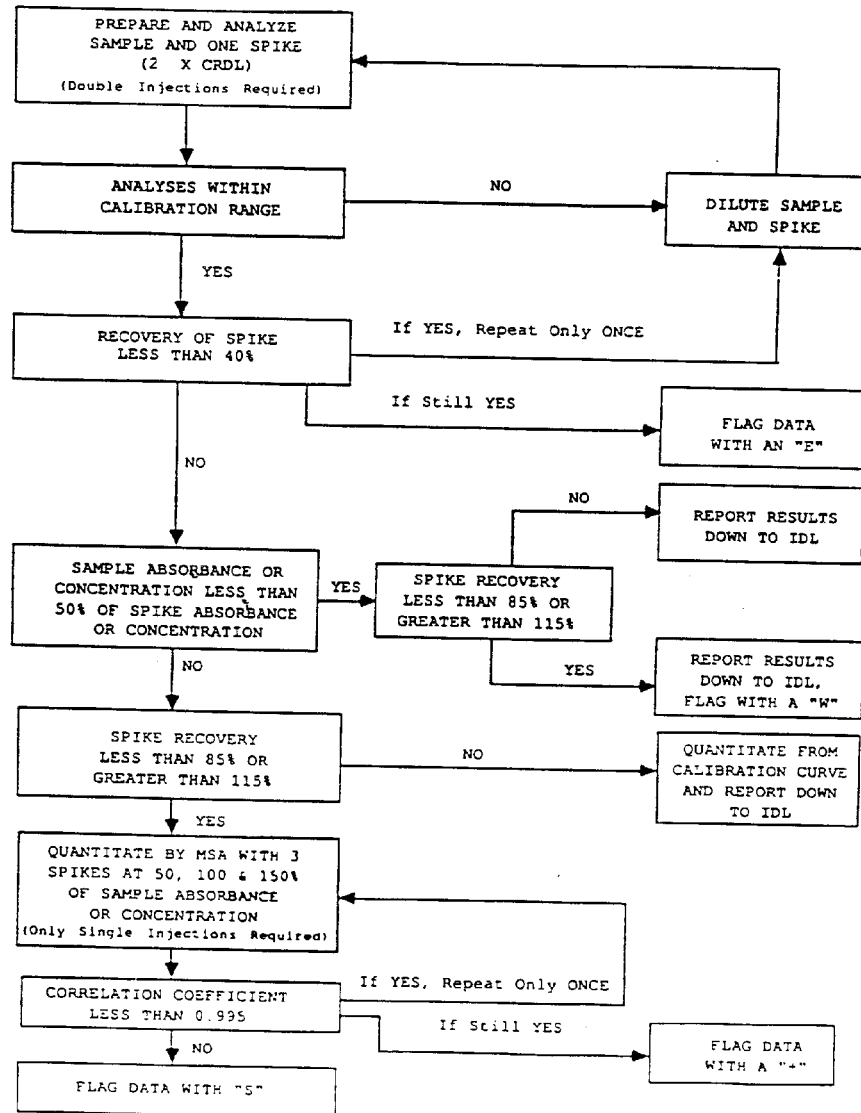 PREPARE AND ANALYZE
SAMPLE AND ONE SPIKE
(2 X CRDL)
(Double Injections Required)
ANALYSES WITHIN
CALIBRATION RANGE
NO
DILUTE SAMPLE
AND SPIKE
YES
RECOVERY OF SPIKE
LESS THAN 40%
If YES, Repeat Only ONCE
If Still YES
FLAG DATA
WITH AN "E"
NO
NO
REPORT RESULTS
DOWN TO IDL
SAMPLE ABSORBANCE OR
CONCENTRATION LESS THAN
50% OF SPIKE ABSORBANCE
OR CONCENTRATION
YES
SPIKE RECOVERY
LESS THAN 85% OR
GREATER THAN 115%
YES
REPORT RESULTS
DOWN TO IDL,
FLAG WITH A "W"
NO
SPIKE RECOVERY
LESS THAN 85% OR
GREATER THAN 115%
NO
QUANTITATE FROM
CALIBRATION CURVE
AND REPORT DOWN
TO IDL
YES
QUANTITATE BY MSA WITH 3
SPIKES AT 50, 100 & 150%
OF SAMPLE ABSORBANCE
OR CONCENTRATION
(Only Single Injections Required)
If YES, Repeat Only ONCE
CORRELATION COEFFICIENT
LESS THAN 0.995
If Still YES
FLAG DATA
WITH A "+"
NO
FLAG DATA WITH "S"